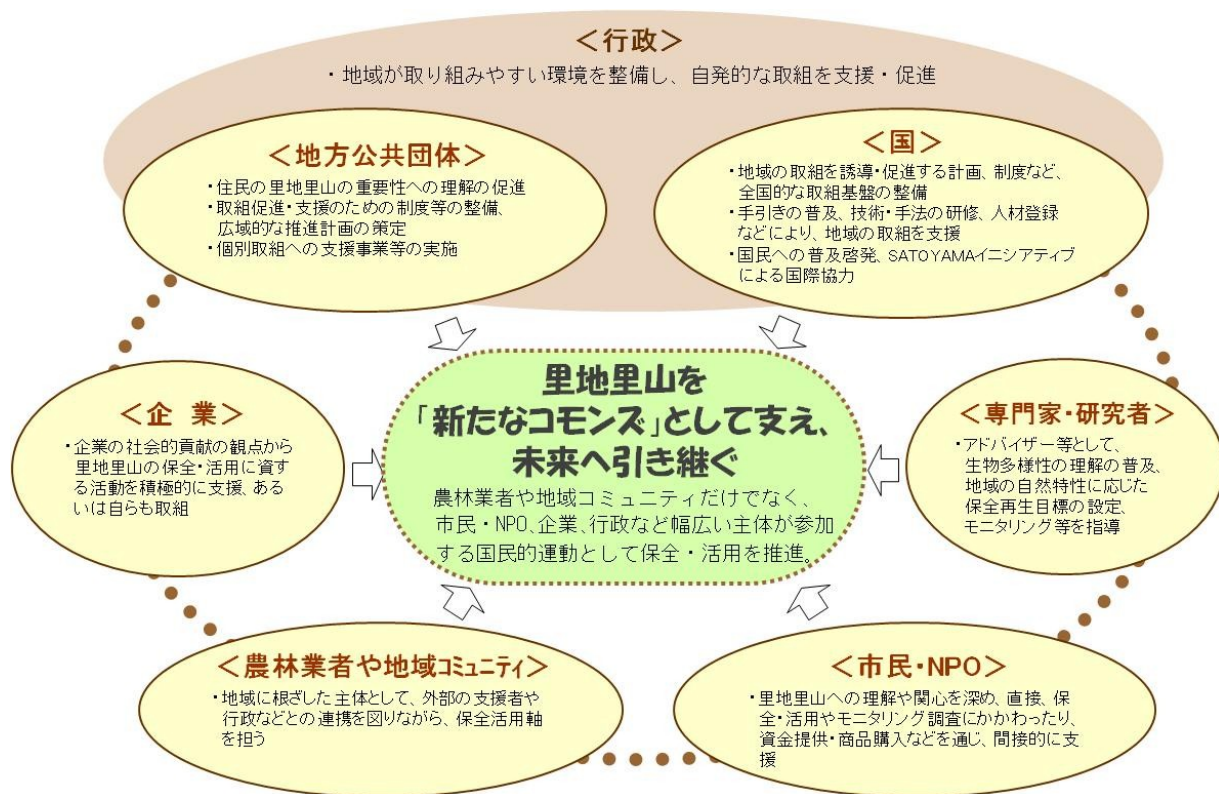 ＜行政＞
・地域が取り組みやすい環境を整備し、自発的な取組を支援・促進
＜地方公共団体＞
・住民の里地里山の重要性への理解の促進
・取組促進・支援のための制度等の整備、
広域的な推進計画の策定
・個別取組への支援事業等の実施
＜国＞
・地域の取組を誘導・促進する計画、制度など、
全国的な取組基盤の整備
・手引きの普及、技術・手法の研修、人材登録
などにより、地域の取組を支援
・国民への普及啓発、SATOYAMAイニシアティブ
による国際協力
＜企　業＞
・企業の社会的貢献の観点から
里地里山の保全・活用に資す
る活動を積極的に支援、ある
いは自らも取組
里地里山を
「新たなコモンズ」として支え、
未来へ引き継ぐ
農林業者や地域コミュニティだけでなく、
市民・NPO、企業、行政など幅広い主体が参加
する国民的運動として保全・活用を推進。
＜専門家・研究者＞
・アドバイザー等として、
生物多様性の理解の普及、
地域の自然特性に応じた
保全再生目標の設定、
モニタリング等を指導
＜農林業者や地域コミュニティ＞
・地域に根ざした主体として、外部の支援者や
行政などとの連携を図りながら、保全活用軸
を担う
＜市民・NPO＞
・里地里山への理解や関心を深め、直接、保
全・活用やモニタリング調査にかかわったり、
資金提供・商品購入などを通じ、間接的に支
援